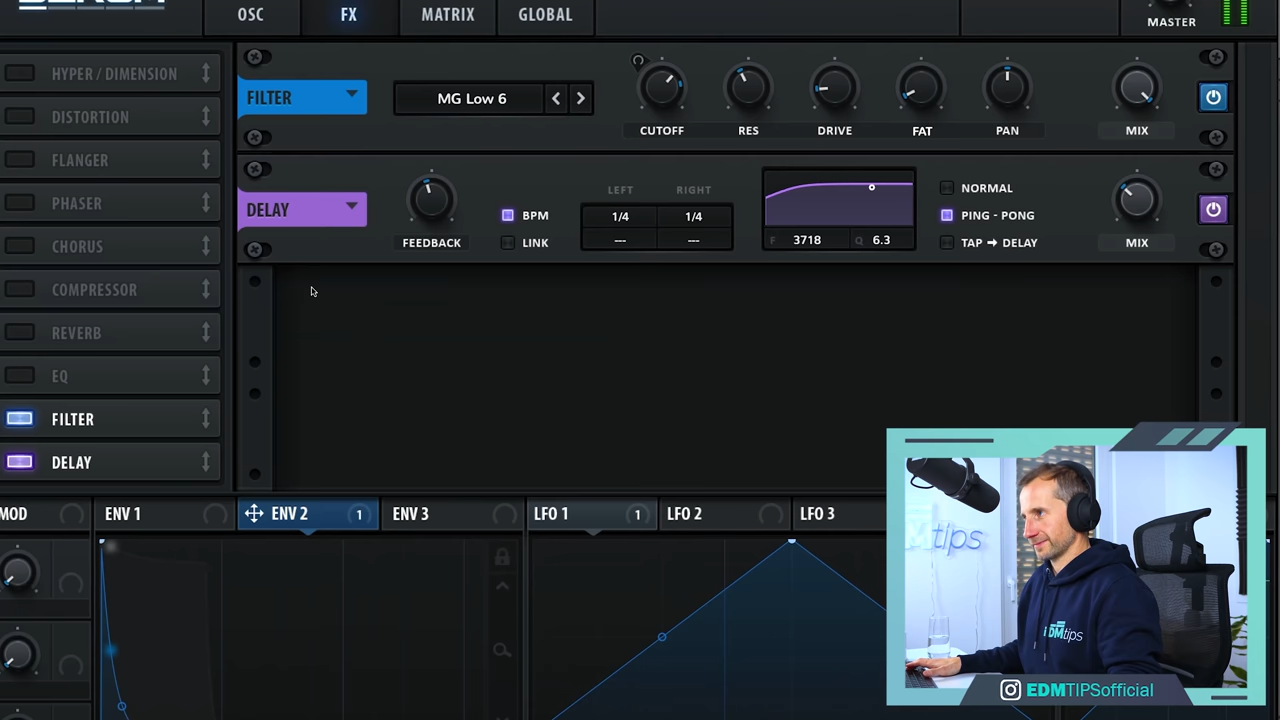 OSC
FX
MATRIX
GLOBAL
MASTER
HYPER / DIMENSION
DISTORTION
FLANGER
PHASER
CHORUS
COMPRESSOR
REVERB
EQ
FILTER
DELAY
FILTER
MG Low 6
CUTOFF
RES
DRIVE
FAT
PAN
MIX
DELAY
FEEDBACK
BPM
LINK
LEFT
RIGHT
1/4
1/4
---
---
F 3718
Q 6.3
NORMAL
PING - PONG
TAP ➔ DELAY
MIX
MOD
ENV 1
ENV 2
1
ENV 3
LFO 1
1
LFO 2
LFO 3
Mtips
EDMtips
EDMTIPSofficial